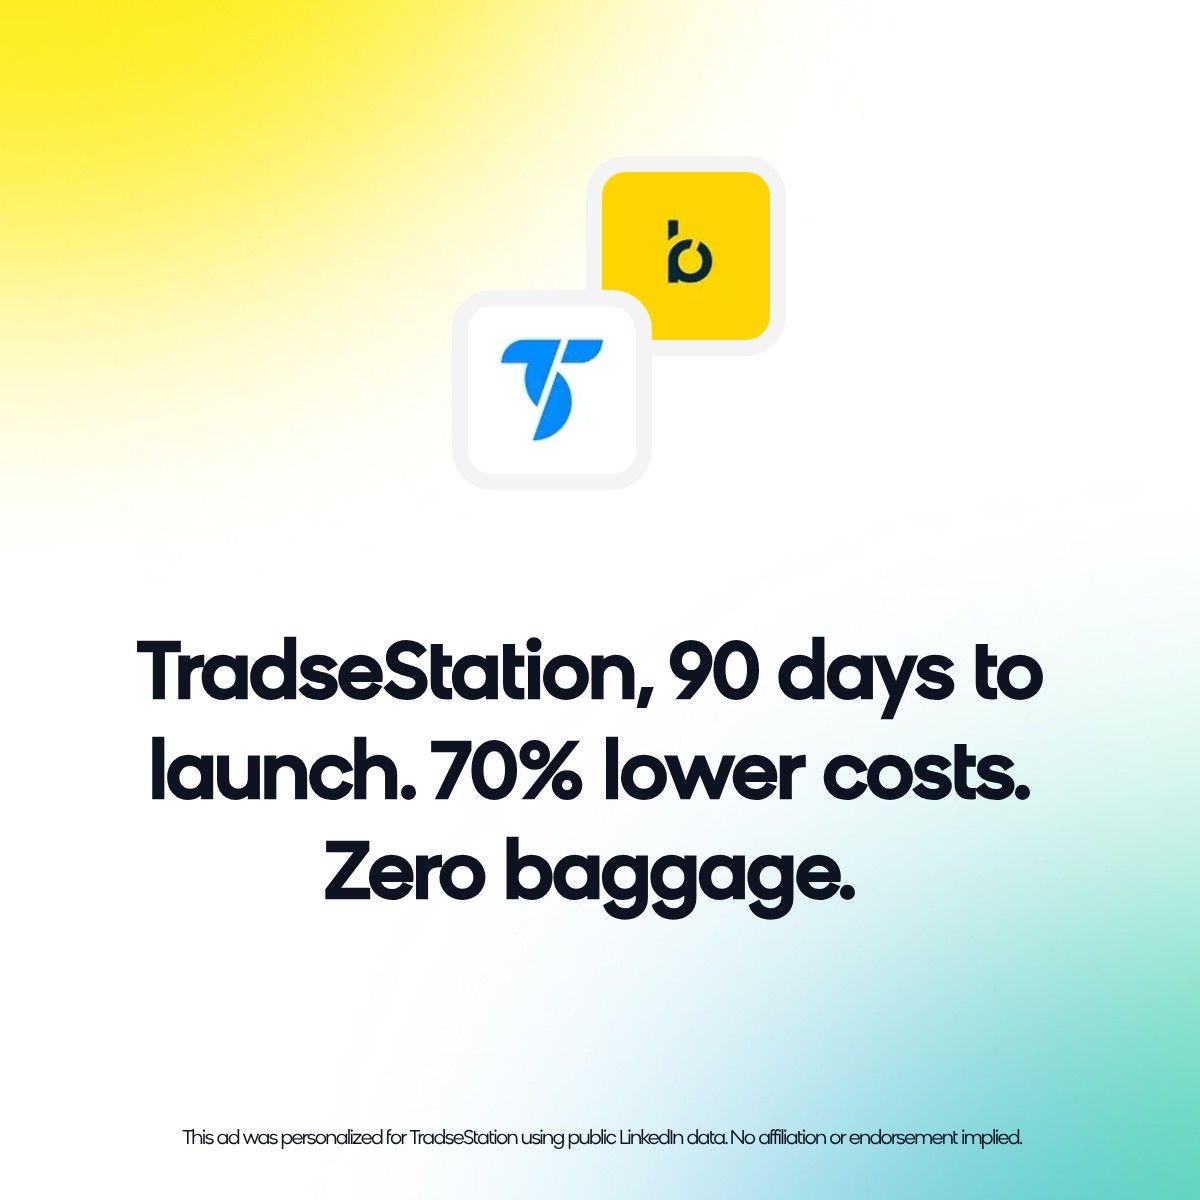 b
TradseStation, 90 days to
launch. 70% lower costs.
Zero baggage.
This ad was personalized for TradseStation using public LinkedIn data. No affiliation or endorsement implied.